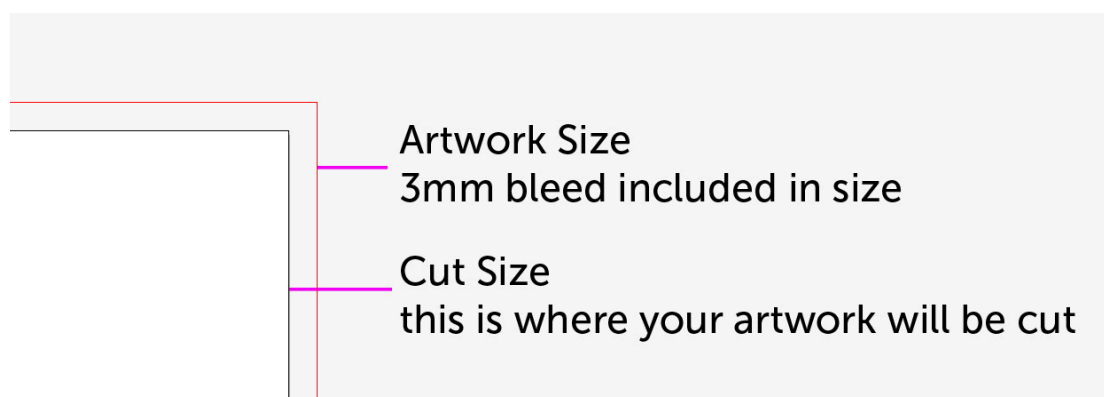 Artwork Size
3mm bleed included in size
Cut Size
this is where your artwork will be cut